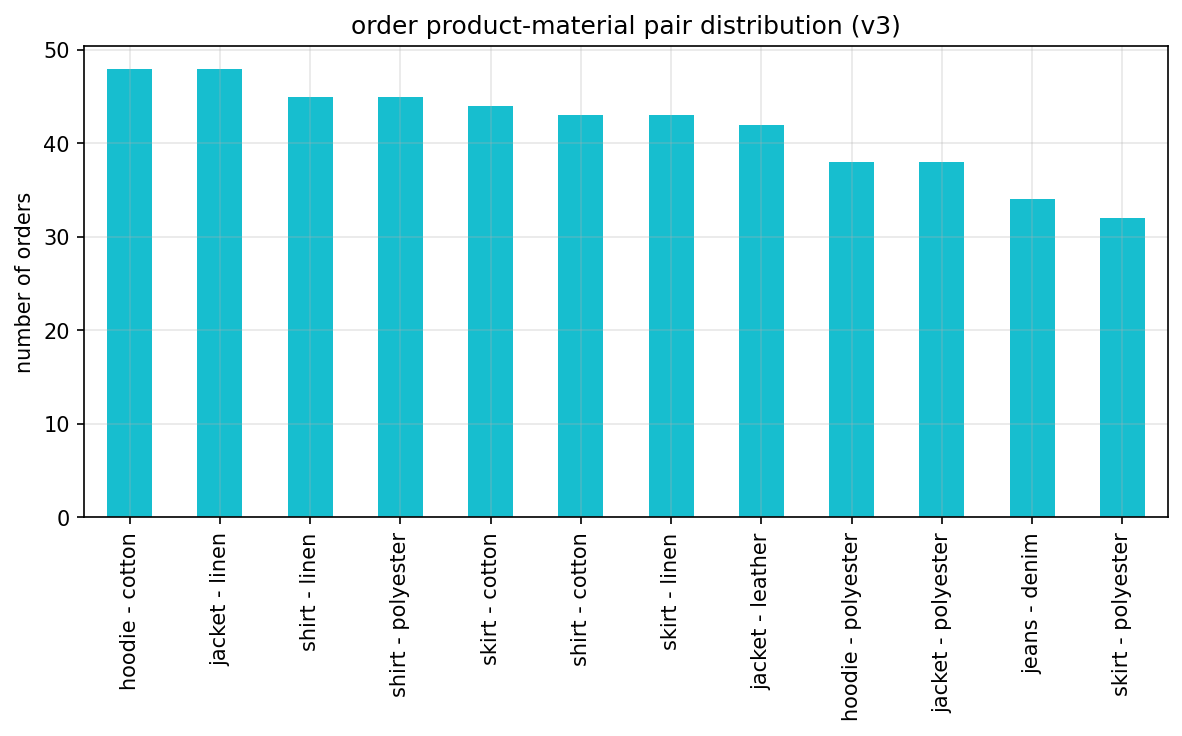 order product-material pair distribution (v3)
number of orders
50
40
30
20
10
0
hoodie - cotton
jacket - linen
shirt - linen
shirt - polyester
skirt - cotton
shirt - cotton
skirt - linen
jacket - leather
hoodie - polyester
jacket - polyester
jeans - denim
skirt - polyester